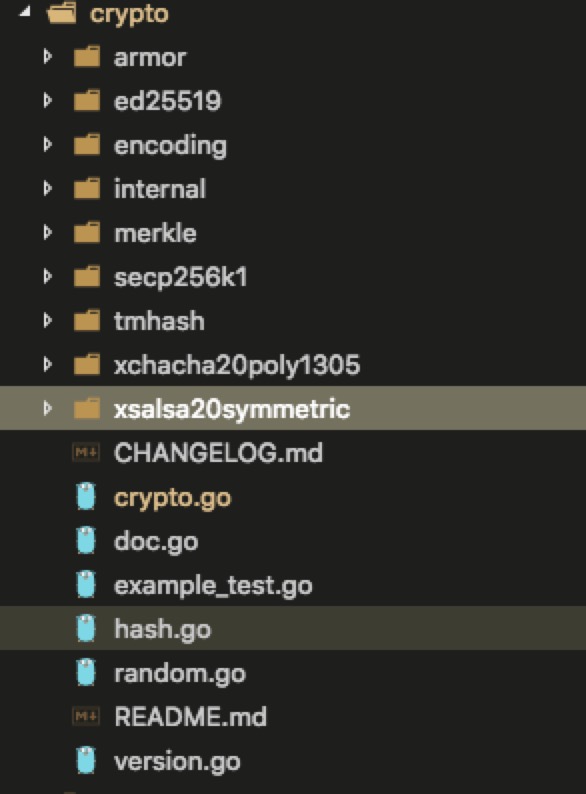 crypto
armor
ed25519
encoding
internal
merkle
secp256k1
tmhash
xchacha20poly1305
xsalsa20symmetric
M↓ CHANGELOG.md
crypto.go
doc.go
example_test.go
hash.go
random.go
M↓ README.md
version.go